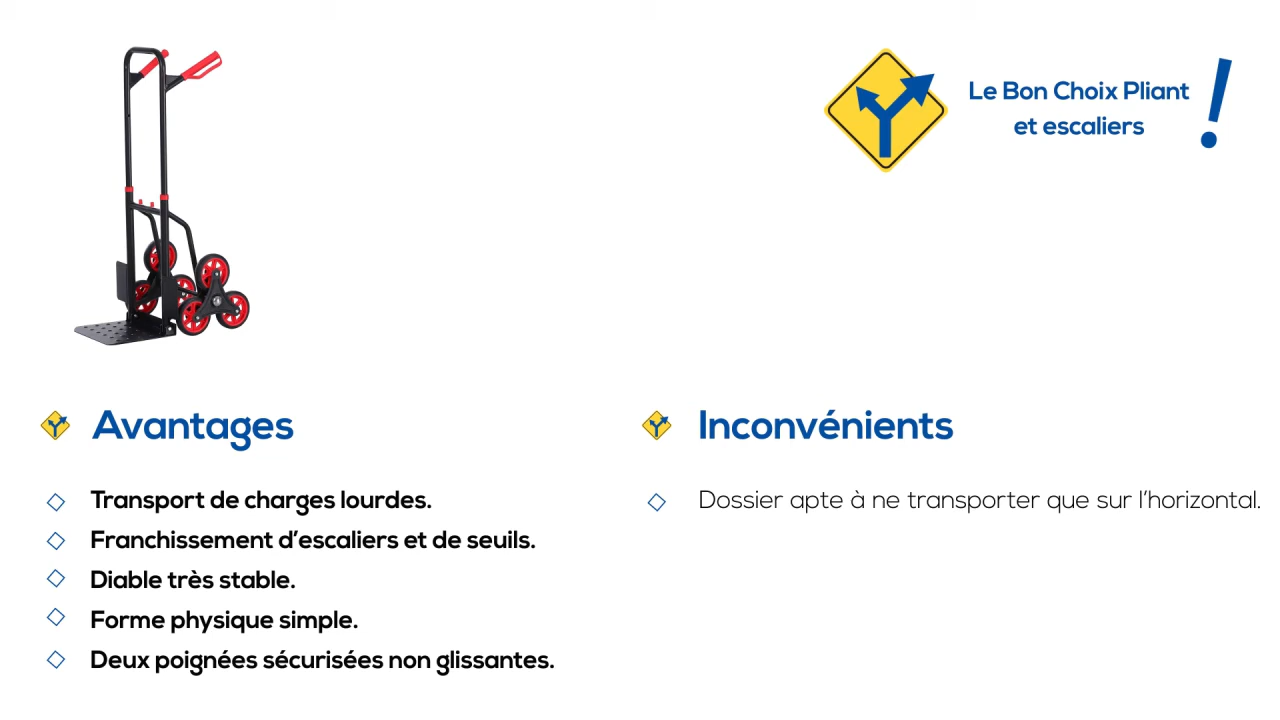 Le Bon Choix Pliant
et escaliers
!
Avantages
Transport de charges lourdes.
Franchissement d’escaliers et de seuils.
Diable très stable.
Forme physique simple.
Deux poignées sécurisées non glissantes.
Inconvénients
Dossier apte à ne transporter que sur l’horizontal.